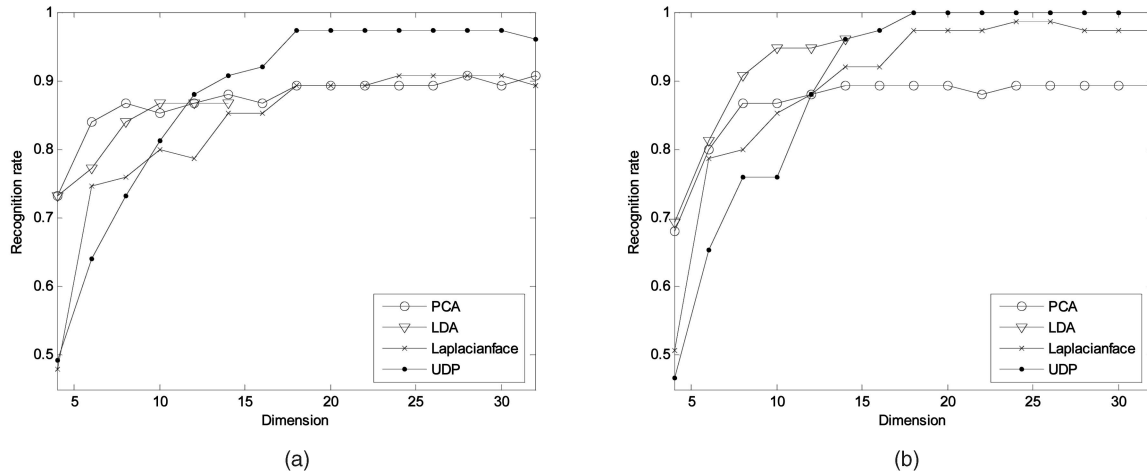 1
0.9
0.8
0.7
0.6
0.5
Recognition rate
5 10 15 20 25 30
Dimension
PCA
LDA
Laplacianface
UDP
(a)
1
0.9
0.8
0.7
0.6
0.5
Recognition rate
5 10 15 20 25 30
Dimension
PCA
LDA
Laplacianface
UDP
(b)